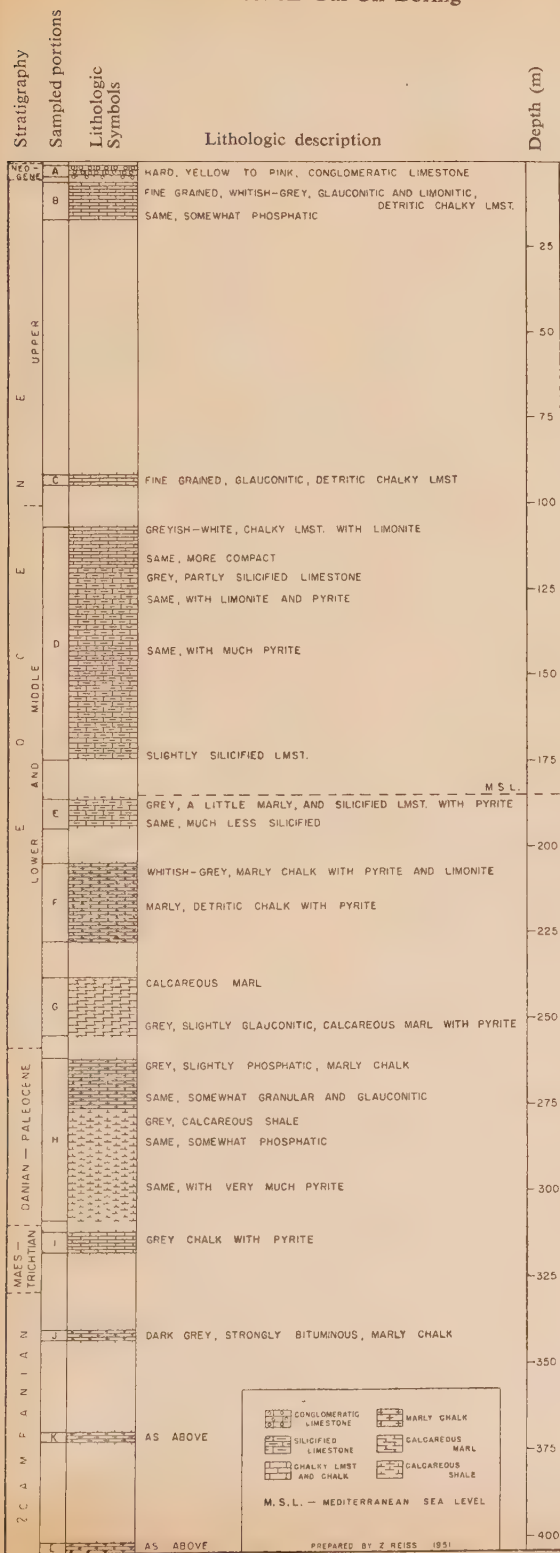 Stratigraphy
Sampled portions
Lithologic
Symbols
Lithologic description
Depth (m)
NEO-
GENE
A
HARD, YELLOW TO PINK, CONGLOMERATIC LIMESTONE
B
FINE GRAINED, WHITISH-GREY, GLAUCONITIC AND LIMONITIC,
DETRITIC CHALKY LMST.
SAME, SOMEWHAT PHOSPHATIC
25
50
75
C
FINE GRAINED, GLAUCONITIC, DETRITIC CHALKY LMST
100
GREYISH-WHITE, CHALKY LMST. WITH LIMONITE
SAME, MORE COMPACT
GREY, PARTLY SILICIFIED LIMESTONE
125
SAME, WITH LIMONITE AND PYRITE
D
SAME, WITH MUCH PYRITE
150
SLIGHTLY SILICIFIED LMST.
175
M S L.
E
GREY, A LITTLE MARLY, AND SILICIFIED LMST. WITH PYRITE
SAME, MUCH LESS SILICIFIED
200
WHITISH-GREY, MARLY CHALK WITH PYRITE AND LIMONITE
F
MARLY, DETRITIC CHALK WITH PYRITE
225
CALCAREOUS MARL
G
GREY, SLIGHTLY GLAUCONITIC, CALCAREOUS MARL WITH PYRITE
250
EOCENE
UPPER
LOWER AND MIDDLE
GREY, SLIGHTLY PHOSPHATIC, MARLY CHALK
SAME, SOMEWHAT GRANULAR AND GLAUCONITIC
275
GREY, CALCAREOUS SHALE
H
SAME, SOMEWHAT PHOSPHATIC
SAME, WITH VERY MUCH PYRITE
300
DANIAN — PALEOCENE
I
GREY CHALK WITH PYRITE
MAES-
TRICHTIAN
325
J
DARK GREY, STRONGLY BITUMINOUS, MARLY CHALK
350
K
AS ABOVE
375
?CAMPANIAN
400
L
AS ABOVE
CONGLOMERATIC
LIMESTONE
MARLY CHALK
SILICIFIED
LIMESTONE
CALCAREOUS
MARL
CHALKY LMST
AND CHALK
CALCAREOUS
SHALE
M. S. L. — MEDITERRANEAN SEA LEVEL
PREPARED BY Z REISS 1951